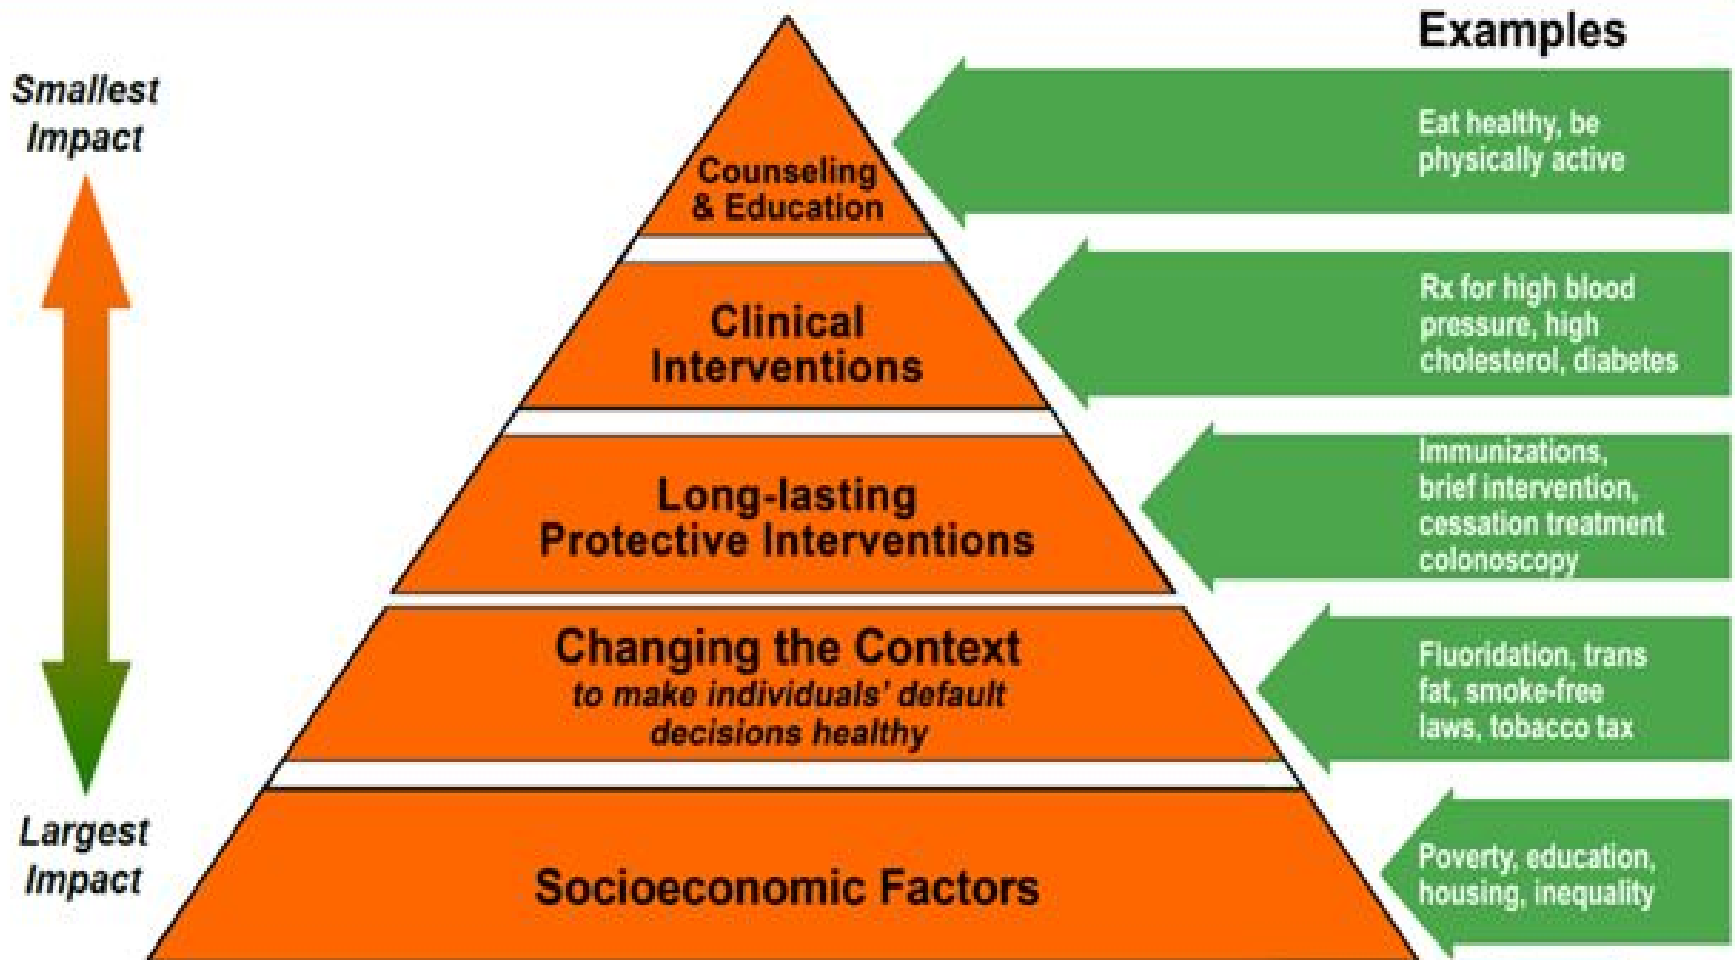 Examples
Smallest
Impact
Counseling
& Education
Eat healthy, be
physically active
Clinical
Interventions
Rx for high blood
pressure, high
cholesterol, diabetes
Long-lasting
Protective Interventions
Immunizations,
brief intervention,
cessation treatment
colonoscopy
Changing the Context
to make individuals' default
decisions healthy
Fluoridation, trans
fat, smoke-free
laws, tobacco tax
Largest
Impact
Socioeconomic Factors
Poverty, education,
housing, inequality